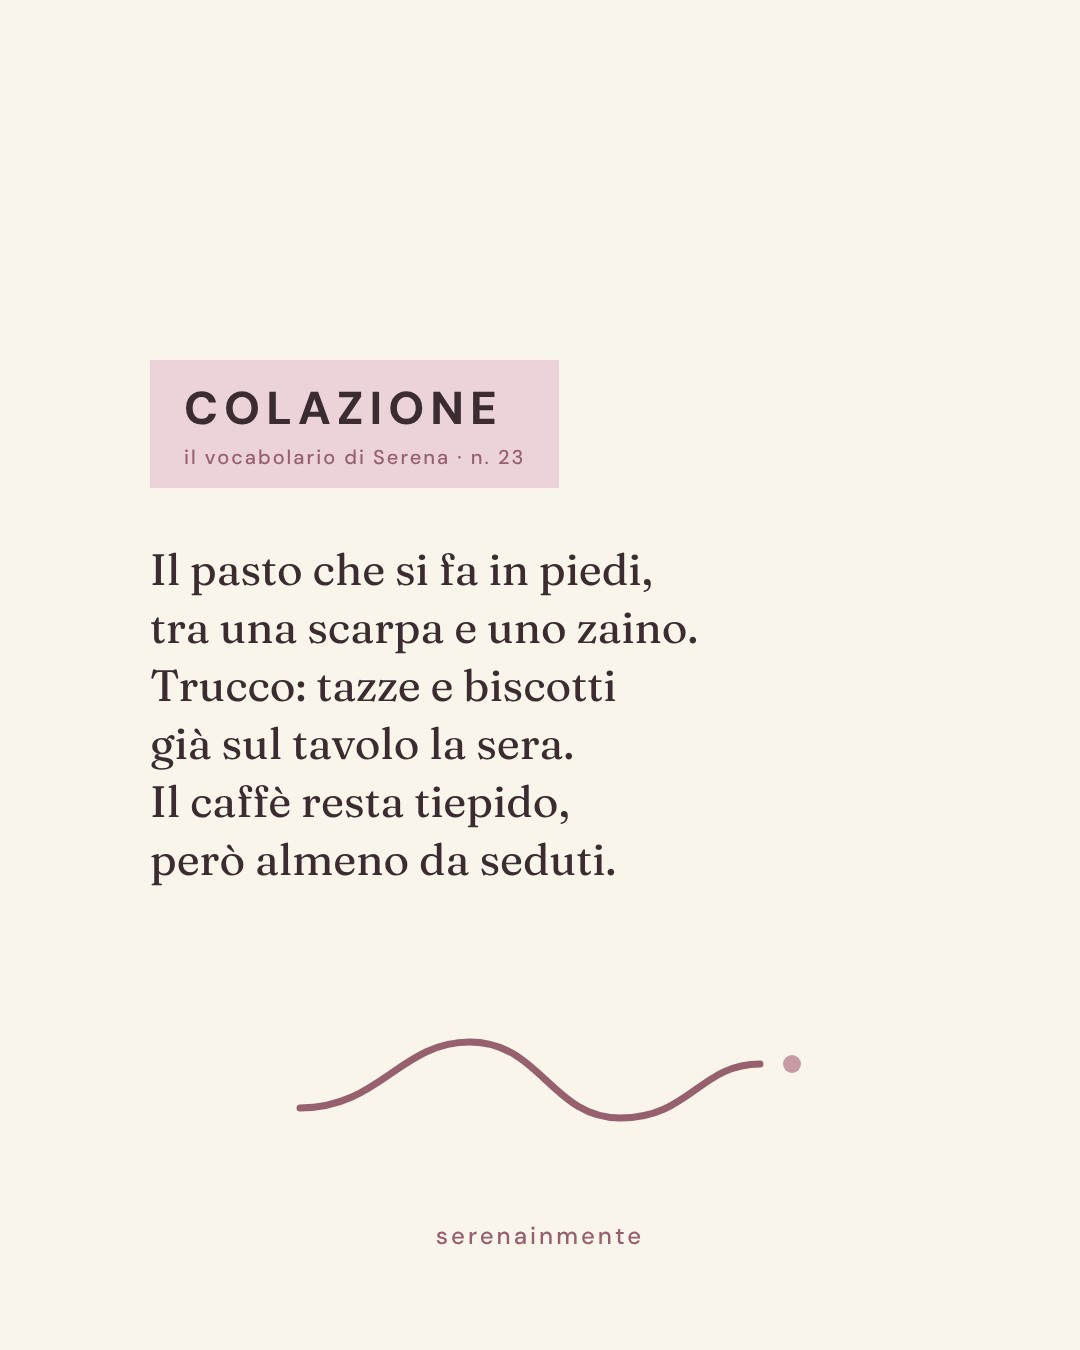 COLAZIONE
il vocabolario di Serena · n. 23
Il pasto che si fa in piedi,
tra una scarpa e uno zaino.
Trucco: tazze e biscotti
già sul tavolo la sera.
Il caffè resta tiepido,
però almeno da seduti.
serenainmente